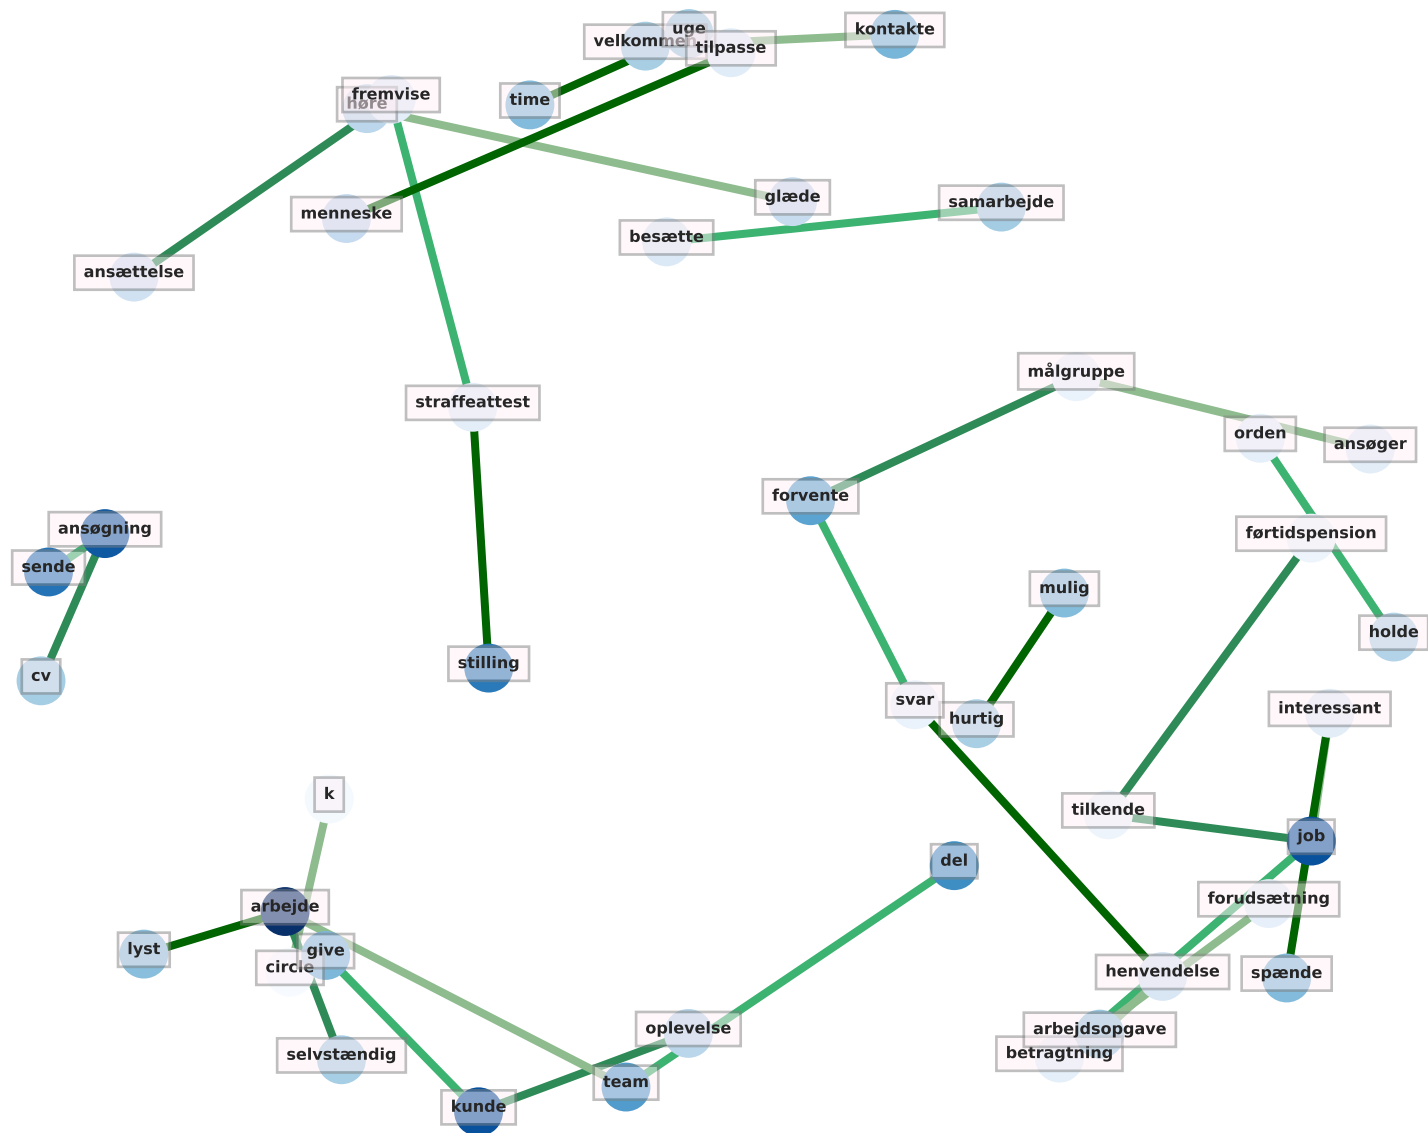 uge
kontakte
velkommen
tilpasse
fremvise
høre
time
glæde
samarbejde
menneske
besætte
ansættelse
målgruppe
straffeattest
orden
ansøger
forvente
ansøgning
førtidspension
sende
mulig
holde
stilling
cv
svar
interessant
hurtig
k
tilkende
job
del
forudsætning
arbejde
lyst
give
circle
henvendelse
spænde
oplevelse
arbejdsopgave
selvstændig
betragtning
team
kunde